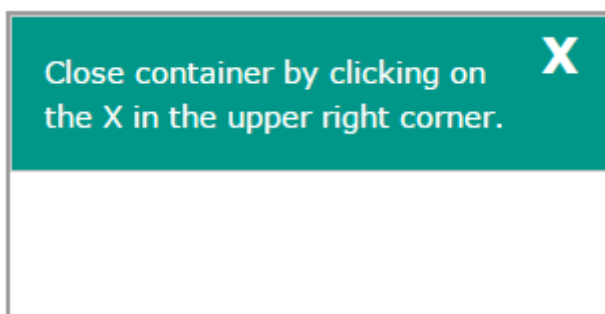 X
Close container by clicking on
the X in the upper right corner.